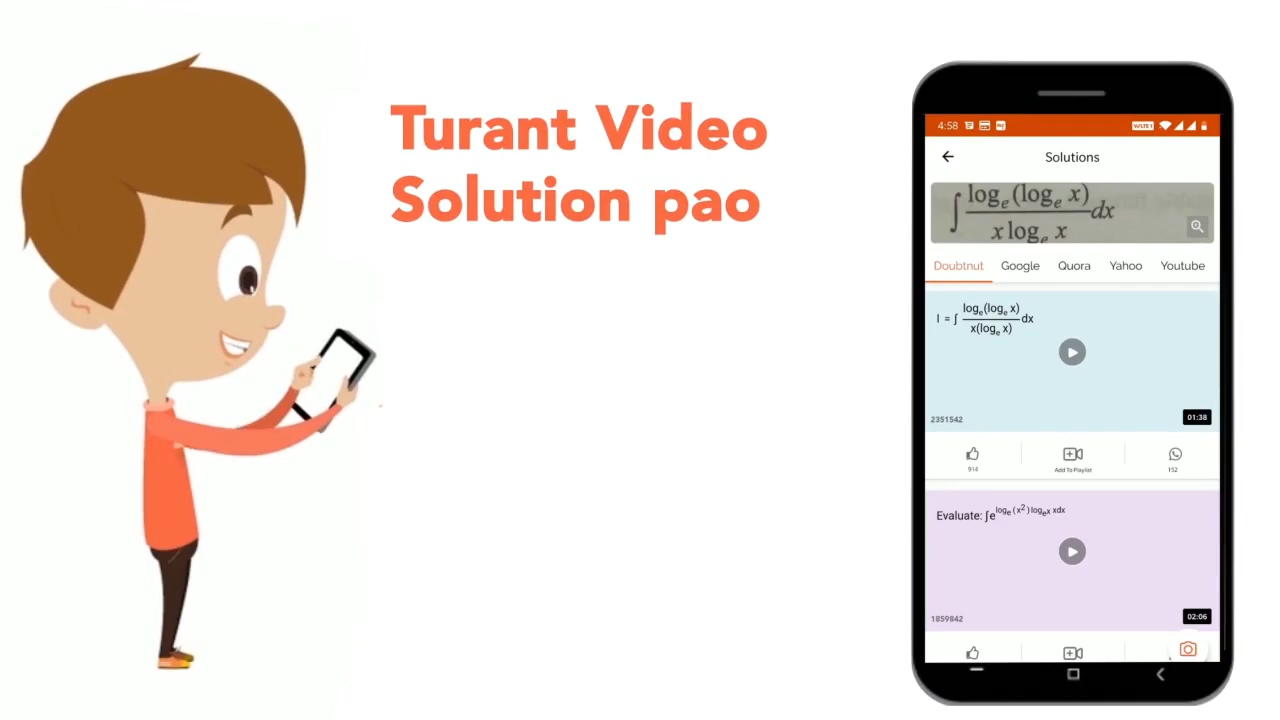 Turant Video
Solution pao
4:58
VoLTE1
Solutions
∫ logₑ(logₑ x) / x logₑ x dx
Doubtnut Google Quora Yahoo Youtube
I = ∫ logₑ(logₑ x) / x(logₑ x) dx
2351542 01:38
914 Add To Playlist 152
Evaluate: ∫e^logₑ(x²)logₑx xdx
1859842 02:06